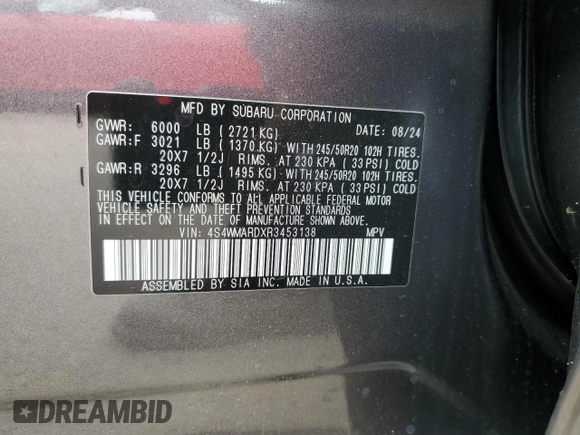 MFD BY SUBARU CORPORATION
GVWR: 6000 LB ( 2721 KG) DATE: 08/24
GAWR:F 3021 LB ( 1370 KG)-WITH 245/50R20 102H TIRES.
20X7 1/2J RIMS. AT 230 KPA ( 33 PSI) COLD
GAWR:R 3296 LB ( 1495 KG)-WITH 245/50R20 102H TIRES.
20X7 1/2J RIMS. AT 230 KPA ( 33 PSI) COLD
THIS VEHICLE CONFORMS TO ALL APPLICABLE FEDERAL MOTOR
VEHICLE SAFETY AND THEFT PREVENTION STANDARDS
IN EFFECT ON THE DATE OF MANUFACTURE SHOWN ABOVE.
VIN: 4S4WMARDXR3453138 MPV
ASSEMBLED BY SIA INC. MADE IN U.S.A.
DREAMBID